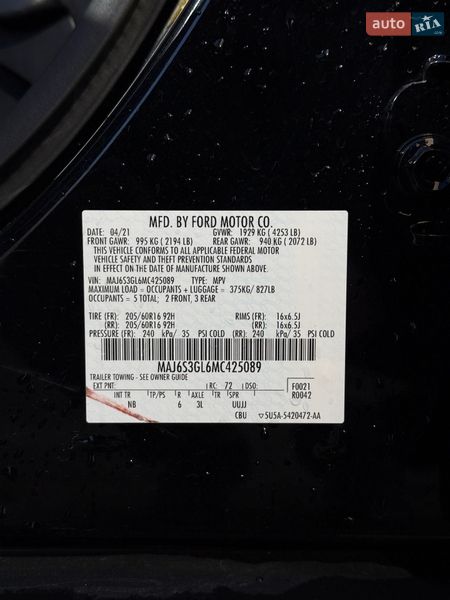 auto RIA
.com
MFD. BY FORD MOTOR CO.
DATE: 04/21 GVWR: 1929 KG ( 4253 LB)
FRONT GAWR: 995 KG ( 2194 LB) REAR GAWR: 940 KG ( 2072 LB)
THIS VEHICLE CONFORMS TO ALL APPLICABLE FEDERAL MOTOR
VEHICLE SAFETY AND THEFT PREVENTION STANDARDS
IN EFFECT ON THE DATE OF MANUFACTURE SHOWN ABOVE.
VIN: MAJ6S3GL6MC425089 TYPE: MPV
MAXIMUM LOAD = OCCUPANTS + LUGGAGE = 375KG/ 827LB
OCCUPANTS = 5 TOTAL; 2 FRONT, 3 REAR
TIRE (FR): 205/60R16 92H RIMS (FR): 16x6.5J
(RR): 205/60R16 92H (RR): 16x6.5J
PRESSURE (FR): 240 kPa/ 35 PSI COLD (RR): 240 kPa/ 35 PSI COLD
MAJ6S3GL6MC425089
TRAILER TOWING - SEE OWNER GUIDE
EXT PNT: RC: 72 DSO: F0021
R0042
INT TR TP/PS R AXLE TR SPR
NB 6 3L UUJJ
CBU ▽5U5A-5420472-AA